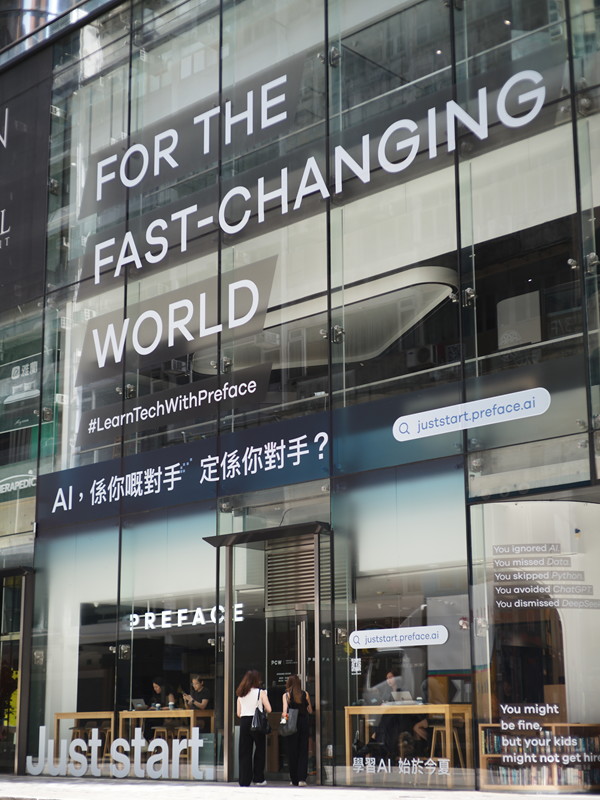 FOR THE
FAST-CHANGING
WORLD
#LearnTechWithPreface
juststart.preface.ai
AI，係你嘅對手 定係你對手？
PREFACE
juststart.preface.ai
You ignored AI
You missed Data
You skipped Python
You avoided ChatGPT
You dismissed DeepSeek
You might
be fine,
but your kids
might not get hire
Just start.
學習AI 始於今夏